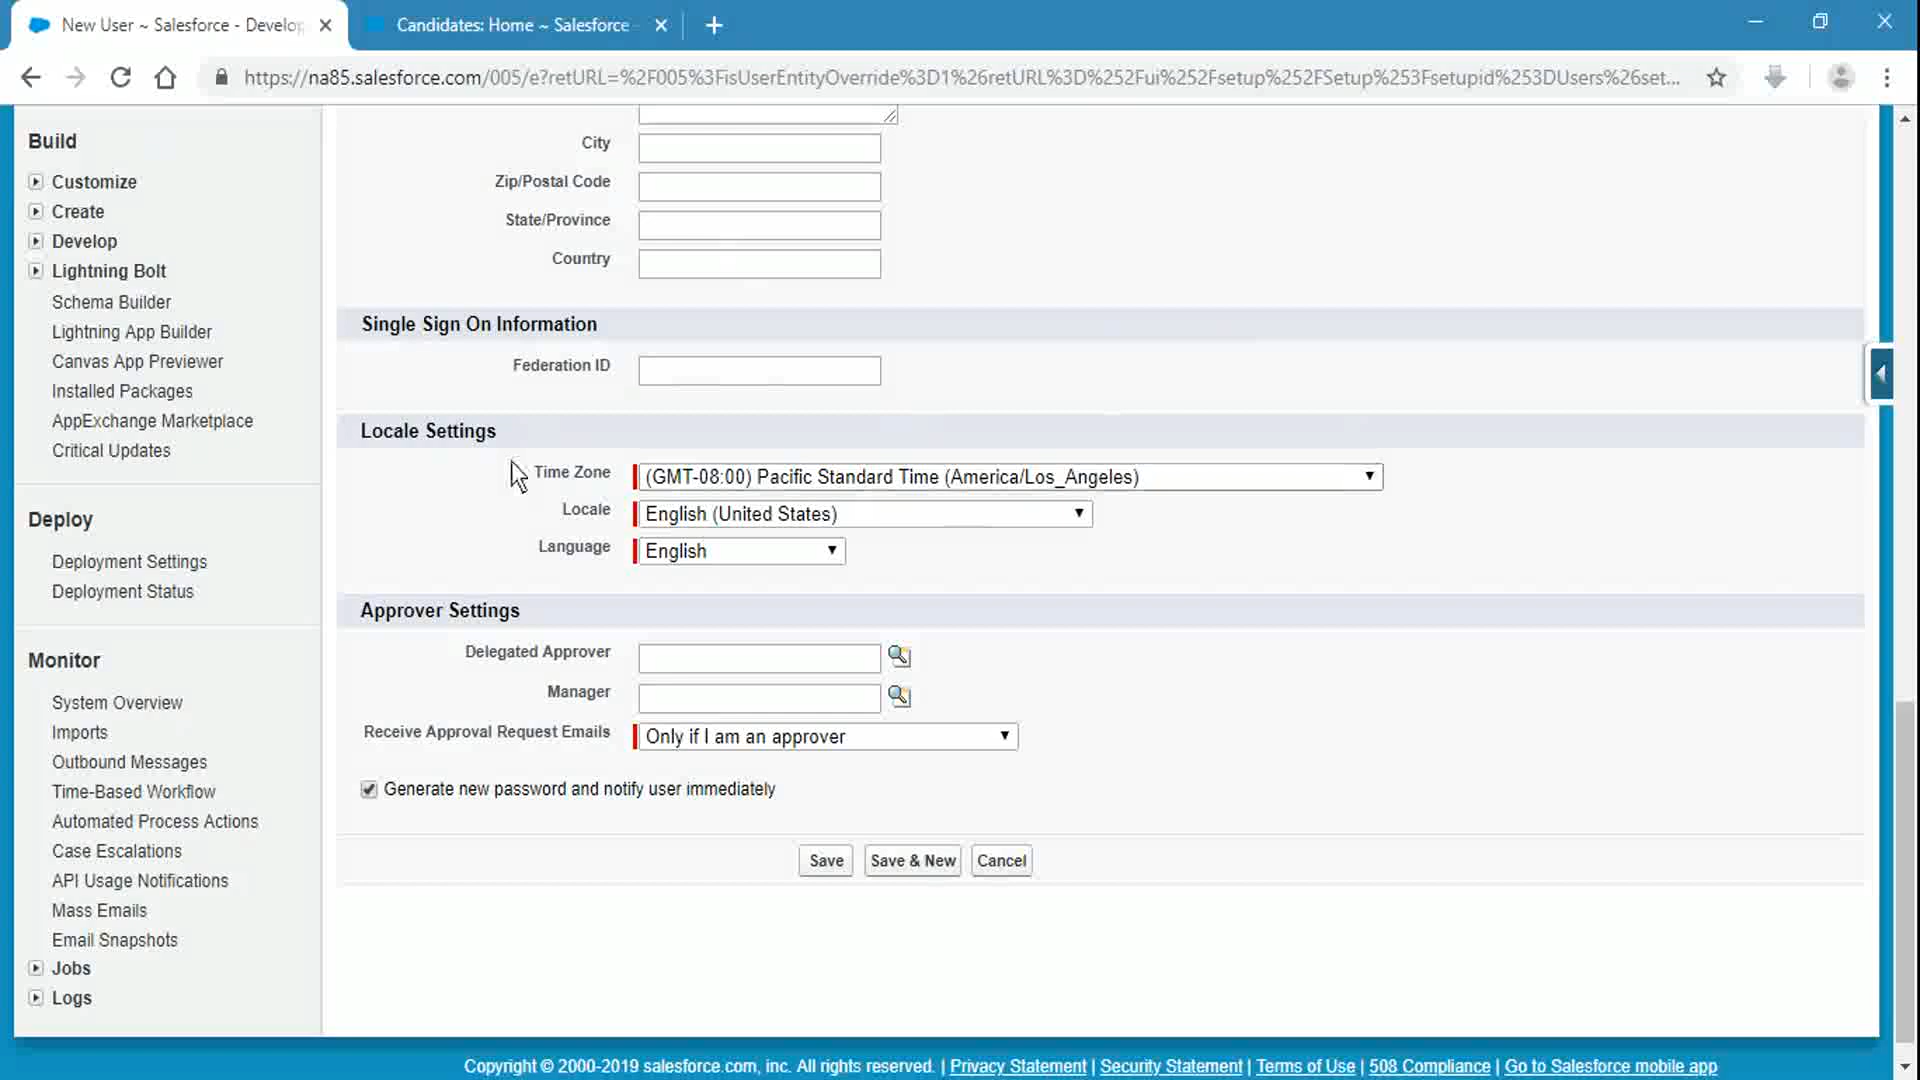 New User ~ Salesforce - Develop
Candidates: Home ~ Salesforce
https://na85.salesforce.com/005/e?retURL=%2F005%3FisUserEntityOverride%3D1%26retURL%3D%252Fui%252Fsetup%252FSetup%253Fsetupid%253DUsers%26set...
Build
Customize
Create
Develop
Lightning Bolt
Schema Builder
Lightning App Builder
Canvas App Previewer
Installed Packages
AppExchange Marketplace
Critical Updates
Deploy
Deployment Settings
Deployment Status
Monitor
System Overview
Imports
Outbound Messages
Time-Based Workflow
Automated Process Actions
Case Escalations
API Usage Notifications
Mass Emails
Email Snapshots
Jobs
Logs
City
Zip/Postal Code
State/Province
Country
Single Sign On Information
Federation ID
Locale Settings
Time Zone (GMT-08:00) Pacific Standard Time (America/Los_Angeles)
Locale English (United States)
Language English
Approver Settings
Delegated Approver
Manager
Receive Approval Request Emails Only if I am an approver
Generate new password and notify user immediately
Save Save & New Cancel
Copyright © 2000-2019 salesforce.com, inc. All rights reserved. | Privacy Statement | Security Statement | Terms of Use | 508 Compliance | Go to Salesforce mobile app